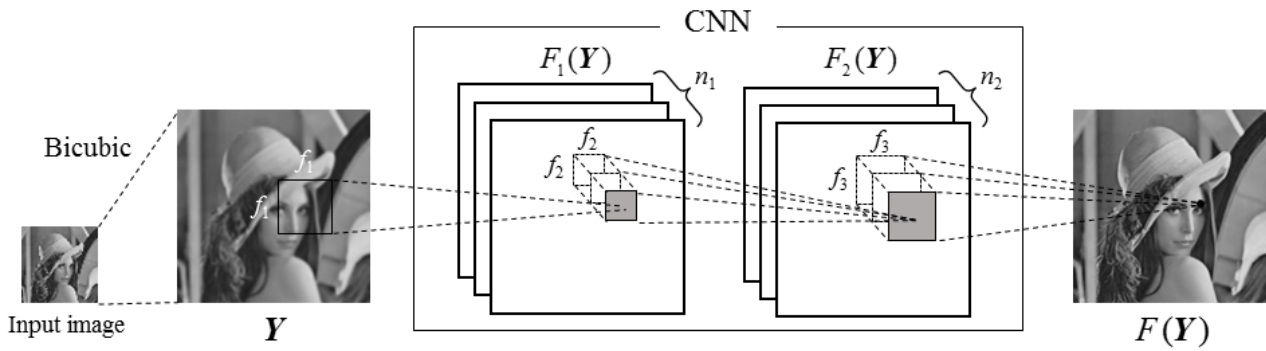 CNN
F₁(Y)
n₁
F₂(Y)
n₂
Bicubic
f₁
f₁
f₂
f₂
f₃
f₃
Input image
Y
F(Y)